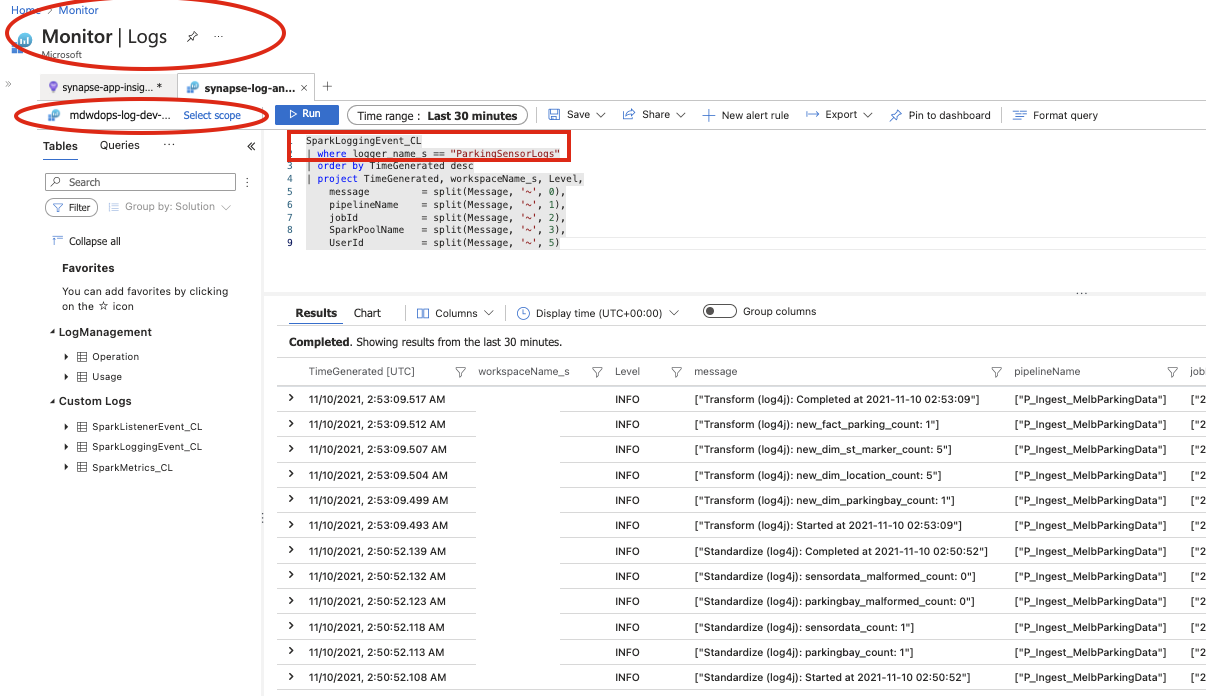 Home > Monitor
Monitor | Logs
Microsoft
synapse-app-insig... *
synapse-log-an...
mdwdops-log-dev-... Select scope
Run
Time range : Last 30 minutes
Save
Share
New alert rule
Export
Pin to dashboard
Format query
Tables Queries ...
Search
Filter
Group by: Solution
Collapse all
Favorites
You can add favorites by clicking
on the ☆ icon
LogManagement
Operation
Usage
Custom Logs
SparkListenerEvent_CL
SparkLoggingEvent_CL
SparkMetrics_CL
SparkLoggingEvent_CL
| where logger_name_s == "ParkingSensorLogs"
3 | order by TimeGenerated desc
4 | project TimeGenerated, workspaceName_s, Level,
5 message = split(Message, '~', 0),
6 pipelineName = split(Message, '~', 1),
7 jobId = split(Message, '~', 2),
8 SparkPoolName = split(Message, '~', 3),
9 UserId = split(Message, '~', 5)
Results Chart Columns Display time (UTC+00:00) Group columns
Completed. Showing results from the last 30 minutes.
TimeGenerated [UTC] workspaceName_s Level message pipelineName jobI
11/10/2021, 2:53:09.517 AM INFO ["Transform (log4j): Completed at 2021-11-10 02:53:09"] ["P_Ingest_MelbParkingData"] ["2
11/10/2021, 2:53:09.512 AM INFO ["Transform (log4j): new_fact_parking_count: 1"] ["P_Ingest_MelbParkingData"] ["2
11/10/2021, 2:53:09.507 AM INFO ["Transform (log4j): new_dim_st_marker_count: 5"] ["P_Ingest_MelbParkingData"] ["2
11/10/2021, 2:53:09.504 AM INFO ["Transform (log4j): new_dim_location_count: 5"] ["P_Ingest_MelbParkingData"] ["2
11/10/2021, 2:53:09.499 AM INFO ["Transform (log4j): new_dim_parkingbay_count: 1"] ["P_Ingest_MelbParkingData"] ["2
11/10/2021, 2:53:09.493 AM INFO ["Transform (log4j): Started at 2021-11-10 02:53:09"] ["P_Ingest_MelbParkingData"] ["2
11/10/2021, 2:50:52.139 AM INFO ["Standardize (log4j): Completed at 2021-11-10 02:50:52"] ["P_Ingest_MelbParkingData"] ["2
11/10/2021, 2:50:52.132 AM INFO ["Standardize (log4j): sensordata_malformed_count: 0"] ["P_Ingest_MelbParkingData"] ["2
11/10/2021, 2:50:52.123 AM INFO ["Standardize (log4j): parkingbay_malformed_count: 0"] ["P_Ingest_MelbParkingData"] ["2
11/10/2021, 2:50:52.118 AM INFO ["Standardize (log4j): sensordata_count: 1"] ["P_Ingest_MelbParkingData"] ["2
11/10/2021, 2:50:52.113 AM INFO ["Standardize (log4j): parkingbay_count: 1"] ["P_Ingest_MelbParkingData"] ["2
11/10/2021, 2:50:52.108 AM INFO ["Standardize (log4j): Started at 2021-11-10 02:50:52"] ["P_Ingest_MelbParkingData"] ["2